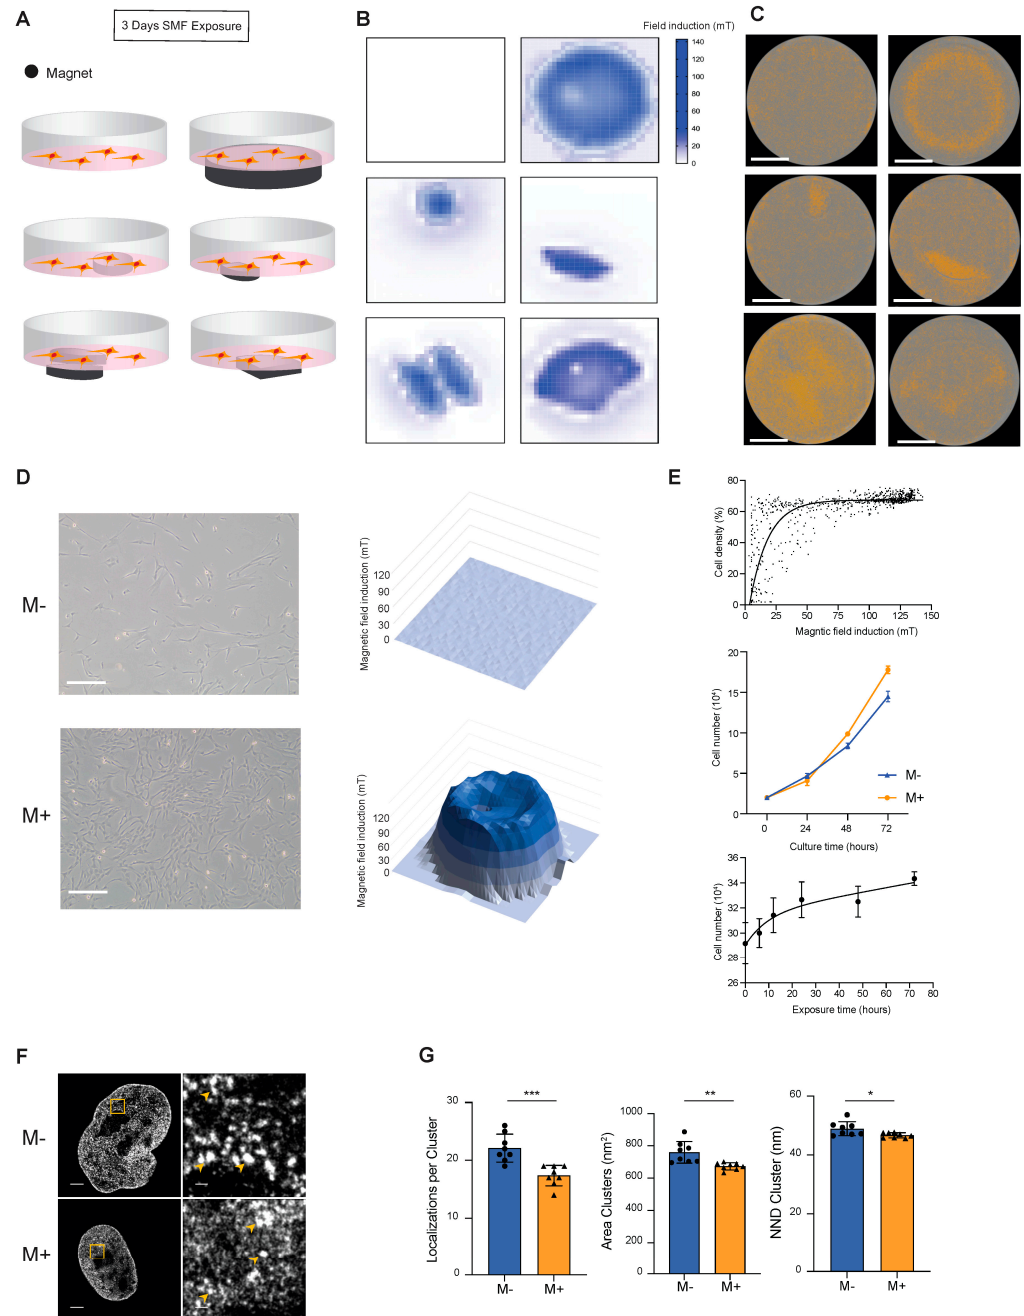 A
3 Days SMF Exposure
Magnet
B
Field induction (mT)
140
120
100
80
60
40
20
0
C
D
M-
M+
Magnetic field induction (mT)
120
90
60
30
0
Magnetic field induction (mT)
120
90
60
30
0
E
Cell density (%)
80
60
40
20
0
0
25
50
75
100
125
150
Magntic field induction (mT)
Cell number (10⁴)
20
15
10
5
0
0
24
48
72
M-
M+
Culture time (hours)
Cell number (10⁴)
36
34
32
30
28
26
0
10
20
30
40
50
60
70
80
Exposure time (hours)
F
M-
M+
G
Localizations per Cluster
30
20
10
0
***
M-
M+
Area Clusters (nm²)
1000
800
600
400
200
0
**
M-
M+
NND Cluster (nm)
60
40
20
0
*
M-
M+